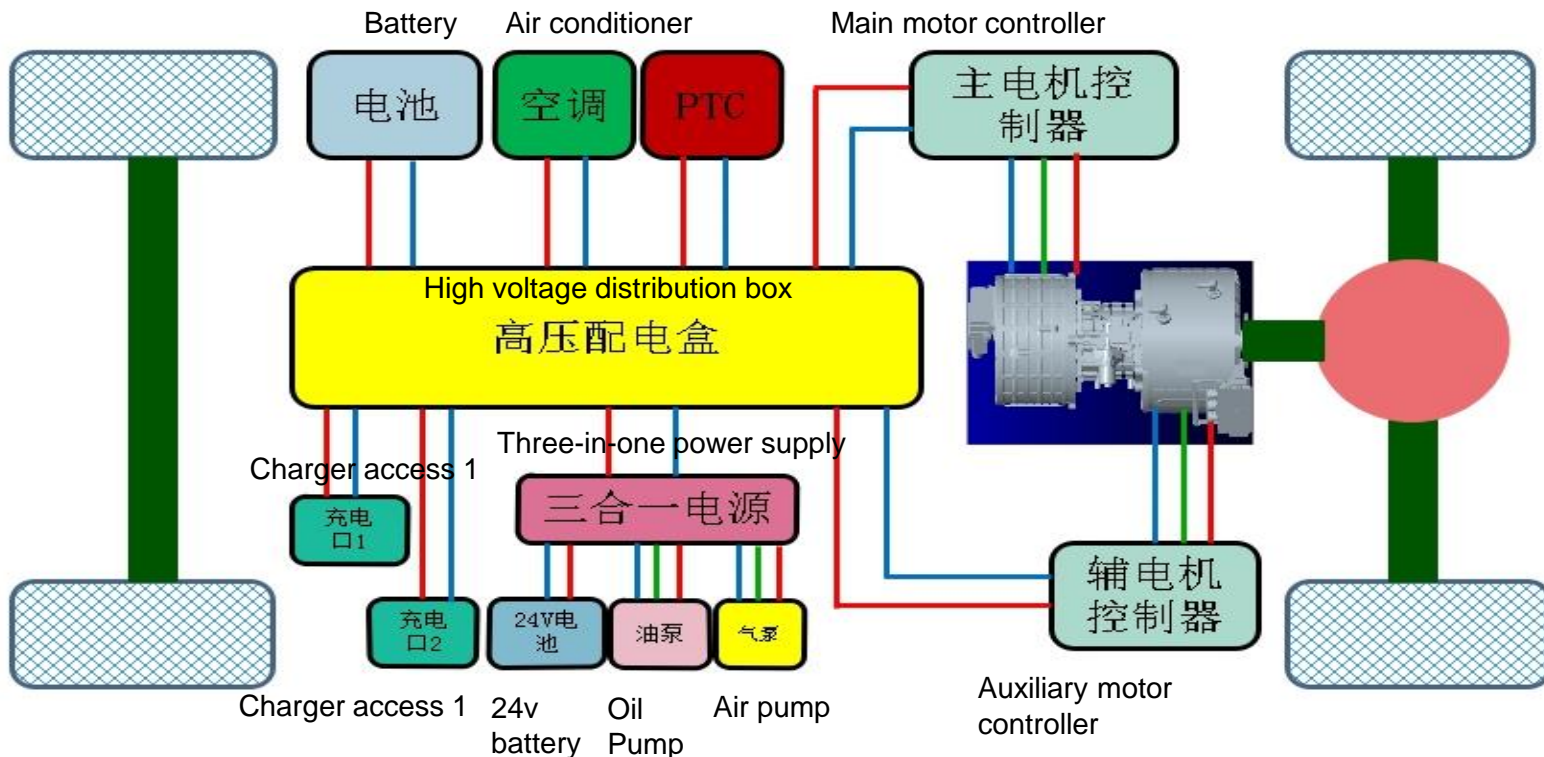 Battery
Air conditioner
Main motor controller
电池
空调
PTC
主电机控
制器
High voltage distribution box
高压配电盒
Three-in-one power supply
Charger access 1
三合一电源
充电
口1
充电
口2
24V电
池
油泵
气泵
辅电机
控制器
Charger access 1
24v
battery
Oil
Pump
Air pump
Auxiliary motor
controller